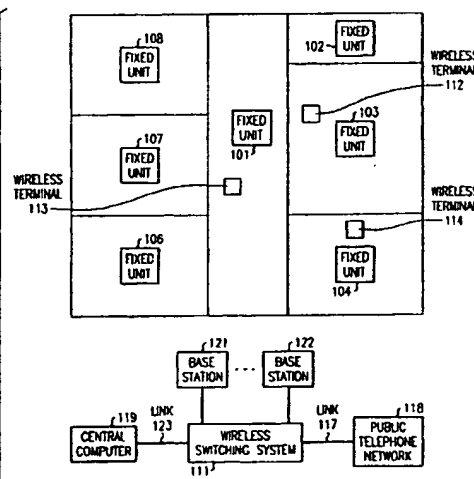 108
FIXED
UNIT
102
FIXED
UNIT
WIRELESS
TERMINAL
112
107
FIXED
UNIT
FIXED
UNIT
101
103
FIXED
UNIT
WIRELESS
TERMINAL
113
WIRELESS
TERMINAL
114
106
FIXED
UNIT
FIXED
UNIT
104
121
BASE
STATION
...
122
BASE
STATION
119
CENTRAL
COMPUTER
LINK
123
WIRELESS
SWITCHING SYSTEM
111
LINK
117
118
PUBLIC
TELEPHONE
NETWORK